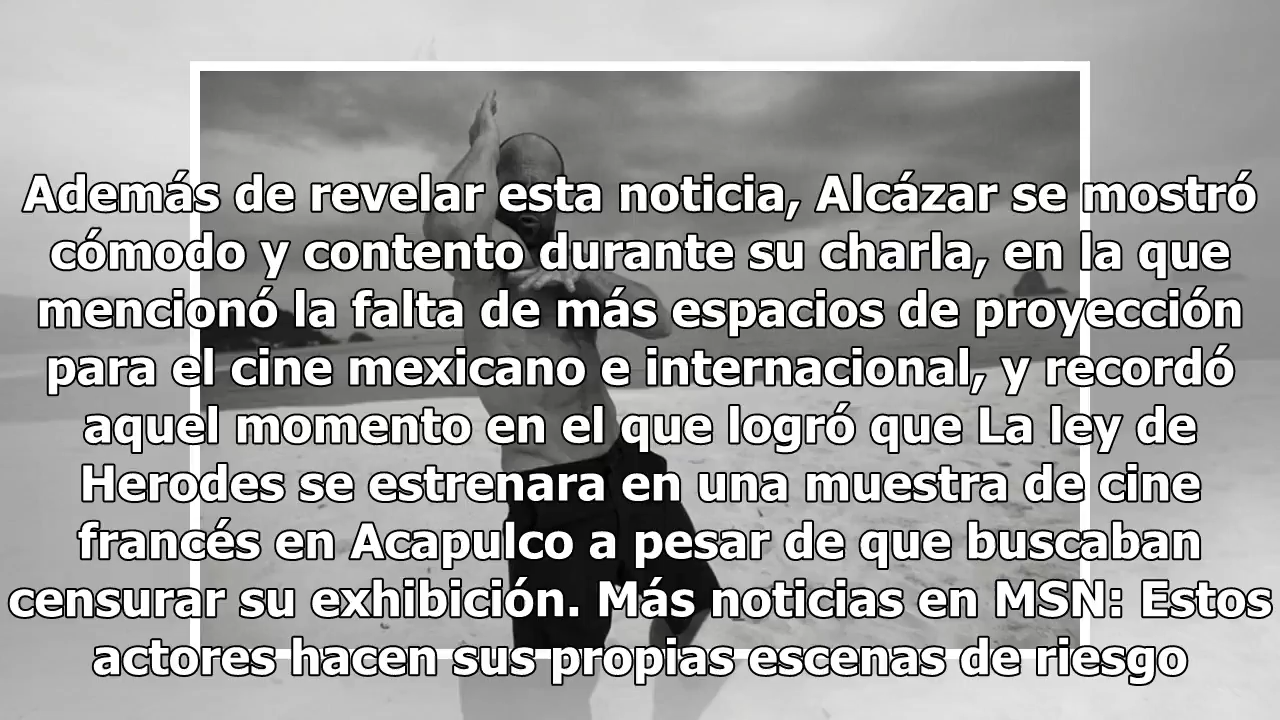 Además de revelar esta noticia, Alcázar se mostró
cómodo y contento durante su charla, en la que
mencionó la falta de más espacios de proyección
para el cine mexicano e internacional, y recordó
aquel momento en el que logró que La ley de
Herodes se estrenara en una muestra de cine
francés en Acapulco a pesar de que buscaban
censurar su exhibición. Más noticias en MSN: Estos
actores hacen sus propias escenas de riesgo